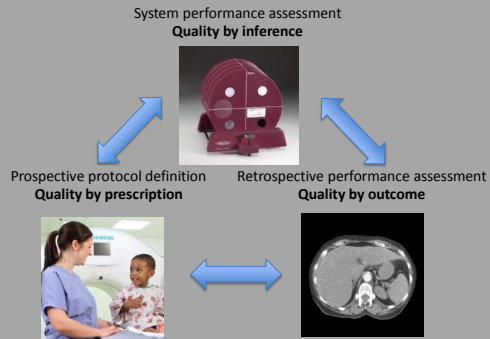 System performance assessment
Quality by inference
Prospective protocol definition
Quality by prescription
Retrospective performance assessment
Quality by outcome